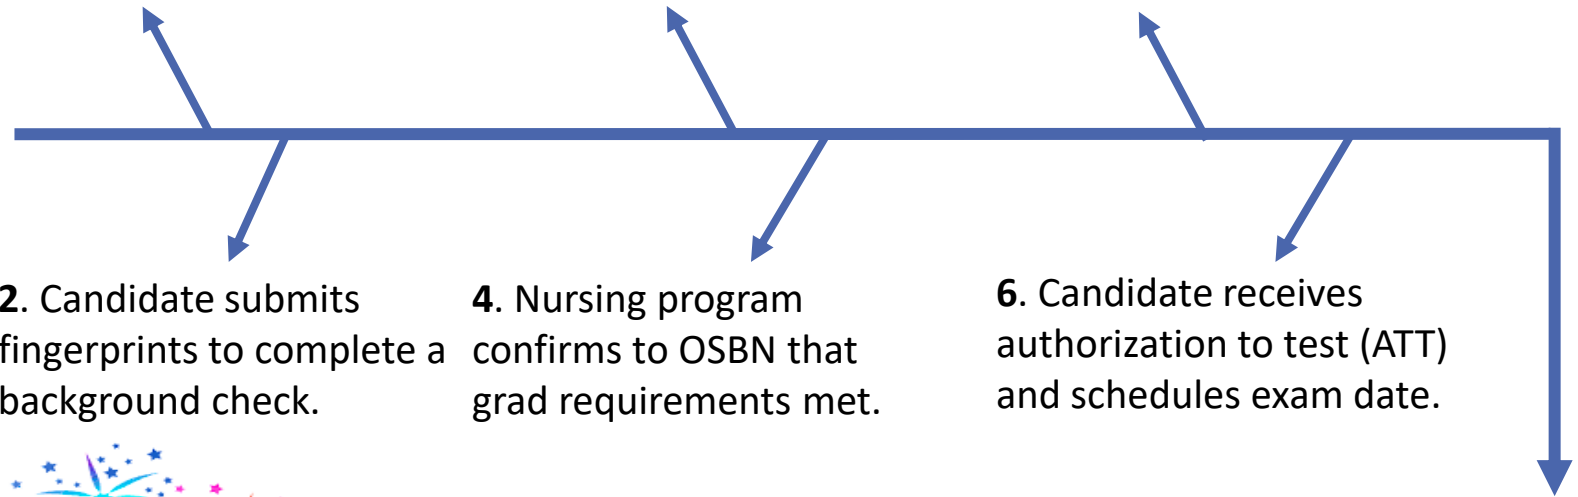 2. Candidate submits
fingerprints to complete a
background check.
4. Nursing program
confirms to OSBN that
grad requirements met.
6. Candidate receives
authorization to test (ATT)
and schedules exam date.